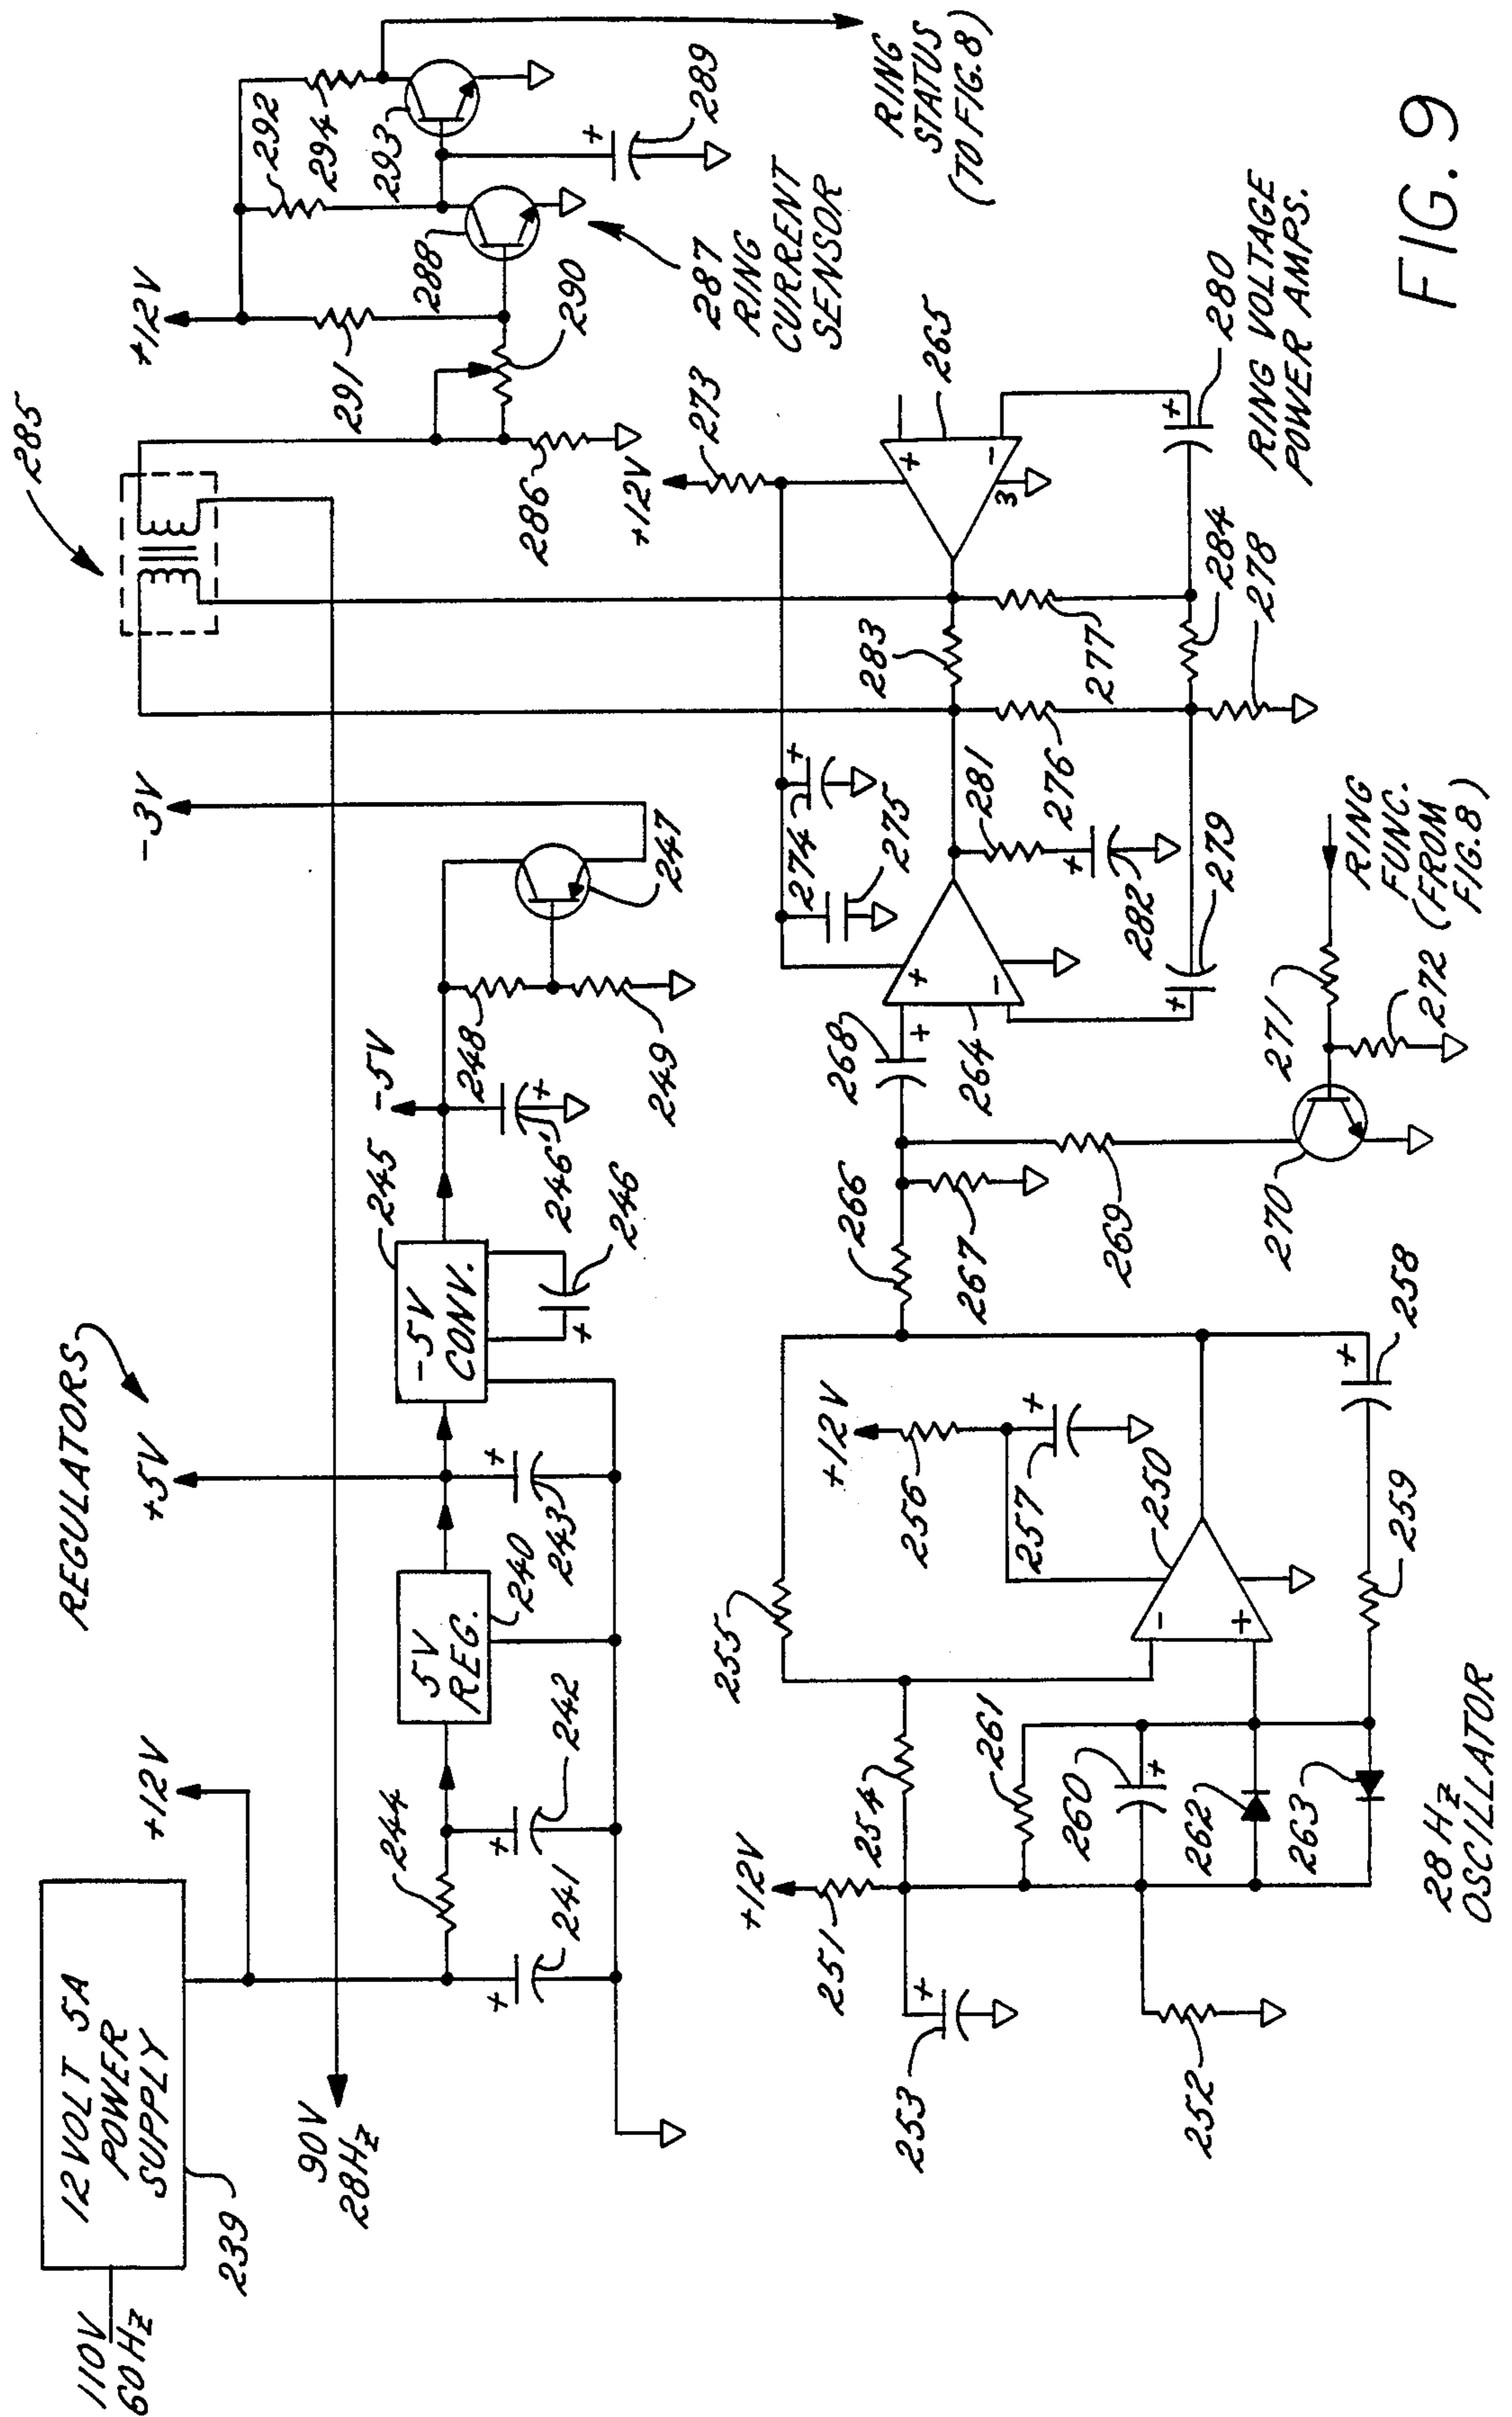 REGULATORS
110V
60Hz
12 VOLT 5A
POWER
SUPPLY
239
+12V
244
241
242
5V
REG.
240
+5V
243
-5V
CONV.
245
246
-5V
246'
248
249
247
-3V
90V
28Hz
285
286
+12V
291
290
288
292
294
293
289
287
RING
CURRENT
SENSOR
RING
STATUS
(TO FIG. 8)
+12V
251
253
252
254
255
261
260
+
262
263
28 Hz
OSCILLATOR
-
+
250
+12V
256
257
258
259
266
267
268
269
270
271
272
RING
FUNC.
(FROM
FIG. 8)
+
-
264
274
275
281
282
276
279
283
277
284
278
+12V
273
+
-
3
265
280
RING VOLTAGE
POWER AMPS.
FIG. 9